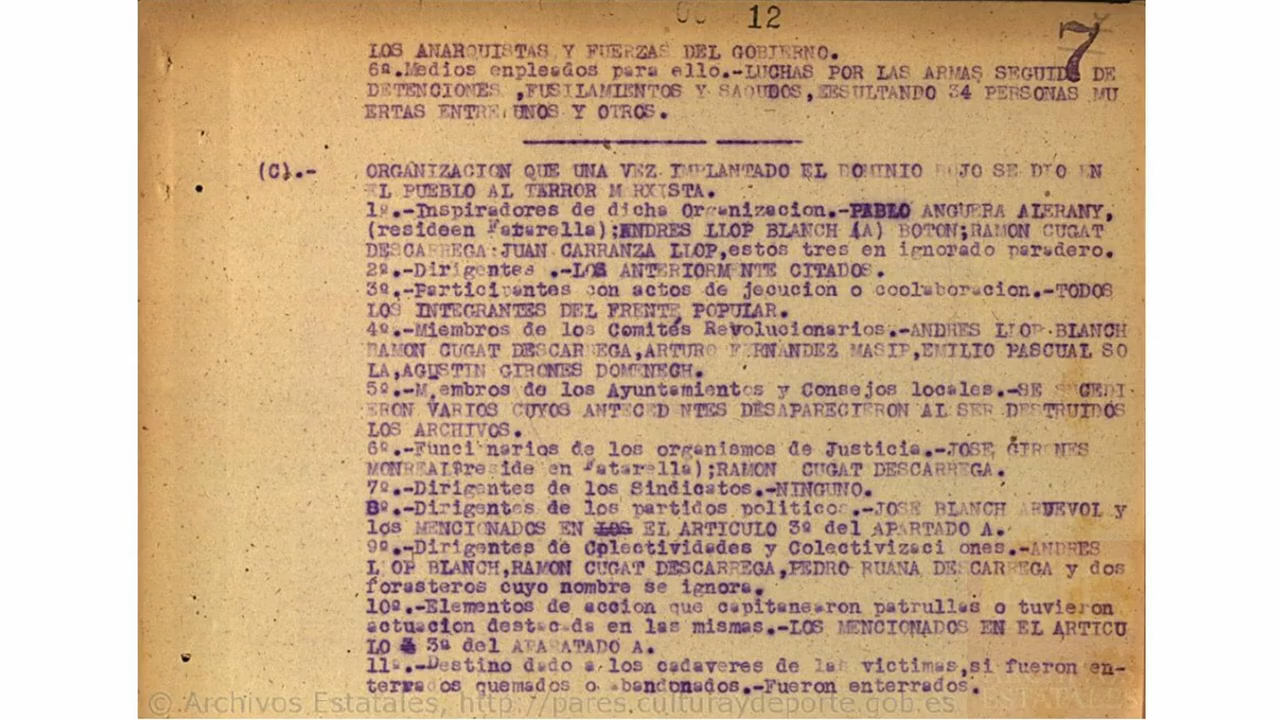 12
7
LOS ANARQUISTAS Y FUERZAS DEL GOBIERNO.
6º.Medios enpleados para ello.-LUCHAS POR LAS ARMAS SEGUIDA DE
DETENCIONES ,FUSILAMIENTOS Y SAQUEOS,RESULTANDO 34 PERSONAS MU
ERTAS ENTRE UNOS Y OTROS.
(C).- ORGANIZACION QUE UNA VEZ IMPLANTADO EL DOMINIO ROJO SE DIO EN
EL PUEBLO AL TERROR MARXISTA.
1º.-Inspiradores de dicha Organizacion.-PABLO ANGUERA ALERANY,
(resideen Fatarella);ANDRES LLOP BLANCH (A) BOTON;RAMON CUGAT
DESCARREGA:JUAN CARRANZA LLOP,estos tres en ignorado paradero.
2º.-Dirigentes .-LOS ANTERIORMENTE CITADOS.
3º.-Participantes con actos de jecucion o coolaboracion.-TODOS
LOS INTEGRANTES DEL FRENTE POPULAR.
4º.-Miembros de los Comités Revolucionarios.-ANDRES LLOP BLANCH
RAMON CUGAT DESCARREGA,ARTURO FERNANDEZ MASIP,EMILIO PASCUAL SO
LA,AGUSTIN GIRONES DOMENECH.
5º.-Miembros de los Ayuntamientos y Consejos locales.-SE SUCEDI-
ERON VARIOS CUYOS ANTECEDENTES DESAPARECIERON AL SER DESTRUIDOS
LOS ARCHIVOS.
6º.-Funcionarios de los organismos de Justicia.-JOSE GIRONES
MONREAL(reside en Fatarella);RAMON CUGAT DESCARREGA.
7º.-Dirigentes de los Sindicatos.-NINGUNO.
8º.-Dirigentes de los partidos politicos.-JOSE BLANCH y
los MENCIONADOS EN LOS EL ARTICULO 3º del APARTADO A.
9º.-Dirigentes de Colectividades y Colectivizaciones.-ANDRES
LLOP BLANCH,RAMON CUGAT DESCARREGA,PEDRO RUANA DESCARREGA y dos
forasteros cuyo nombre se ignora.
10º.-Elementos de accion que capitanearon patrullas o tuvieron
actuacion destacada en las mismas.-LOS MENCIONADOS EN EL ARTICU
LO 3º del APARATADO A.
11º.-Destino dado a los cadaveres de las victimas,si fueron en-
terrados quemados o abandonados.-Fueron enterrados.
© Archivos Estatales, http://pares.culturaydeporte.gob.es
ESTATALES